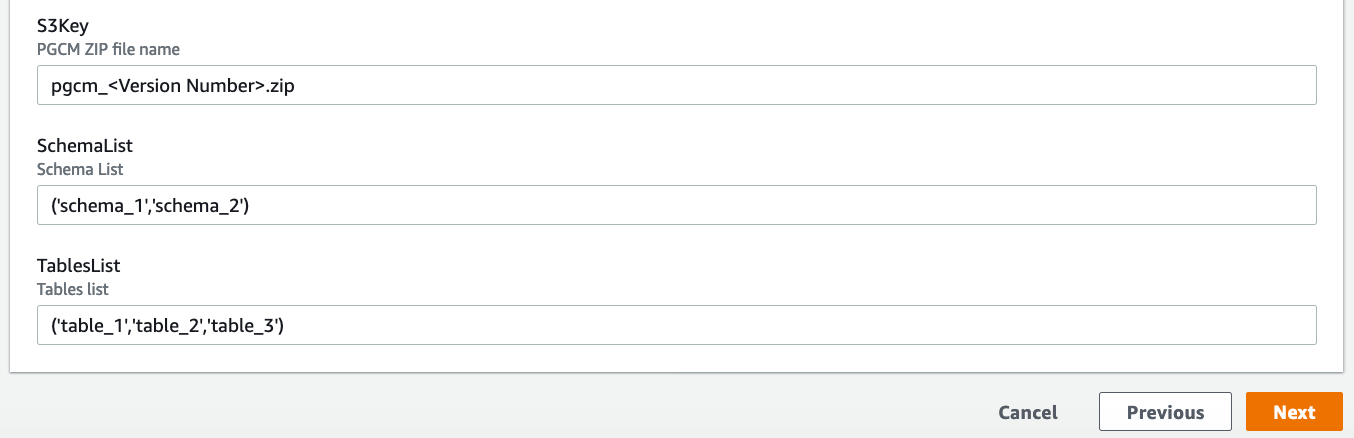 S3Key
PGCM ZIP file name
pgcm_<Version Number>.zip
SchemaList
Schema List
('schema_1','schema_2')
TablesList
Tables list
('table_1','table_2','table_3')
Cancel Previous Next